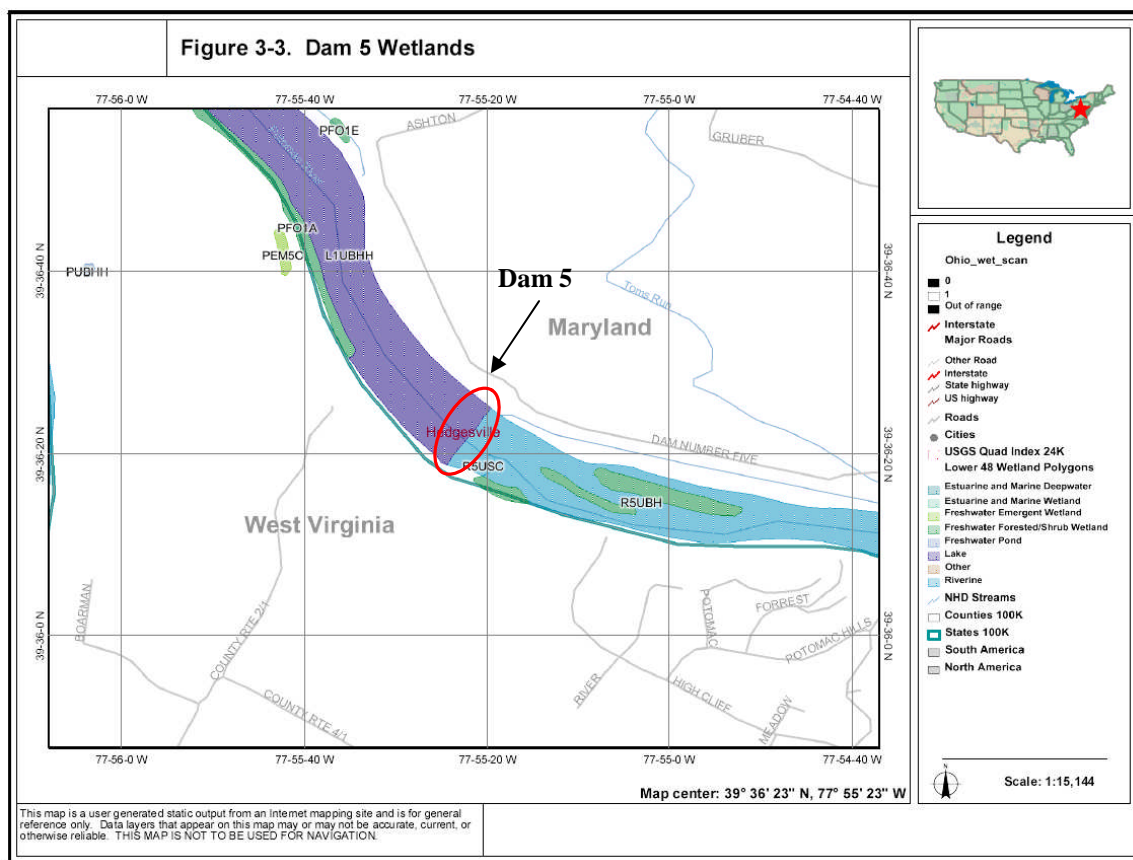 Figure 3-3. Dam 5 Wetlands
77-56-0 W
77-55-40 W
77-55-20 W
77-55-0 W
77-54-40 W
PFO1E
ASHTON
GRUBER
PFO1A
PEM5C
L1UBHH
39-36-40 N
39-36-40 N
Dam 5
Toms Run
Maryland
Hedgesville
DAM NUMBER FIVE
39-36-20 N
39-36-20 N
R5USC
R5UBH
West Virginia
BOARMAN
COUNTY RTE 2/1
COUNTY RTE 4/1
RIVER
POTOMAC
FORREST
POTOMAC HILLS
HIGH CLIFF
MEADOW
39-36-0 N
39-36-0 N
77-56-0 W
77-55-40 W
77-55-20 W
77-55-0 W
77-54-40 W
Map center: 39° 36' 23" N, 77° 55' 23" W
Legend
Ohio_wet_scan
0
1
Out of range
Interstate
Major Roads
Other Road
Interstate
State highway
US highway
Roads
Cities
USGS Quad Index 24K
Lower 48 Wetland Polygons
Estuarine and Marine Deepwater
Estuarine and Marine Wetland
Freshwater Emergent Wetland
Freshwater Forested/Shrub Wetland
Freshwater Pond
Lake
Other
Riverine
NHD Streams
Counties 100K
States 100K
South America
North America
N
Scale: 1:15,144
This map is a user generated static output from an Internet mapping site and is for general
reference only. Data layers that appear on this map may or may not be accurate, current, or
otherwise reliable. THIS MAP IS NOT TO BE USED FOR NAVIGATION.